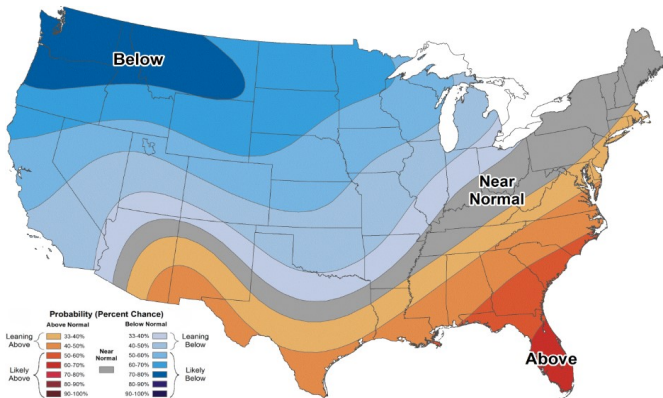 Below
Near
Normal
Above
Probability (Percent Chance)
Above Normal
Below Normal
Leaning
Above
33-40%
40-50%
50-60%
60-70%
70-80%
80-90%
90-100%
Likely
Above
Near
Normal
33-40%
40-50%
50-60%
60-70%
70-80%
80-90%
90-100%
Leaning
Below
Likely
Below